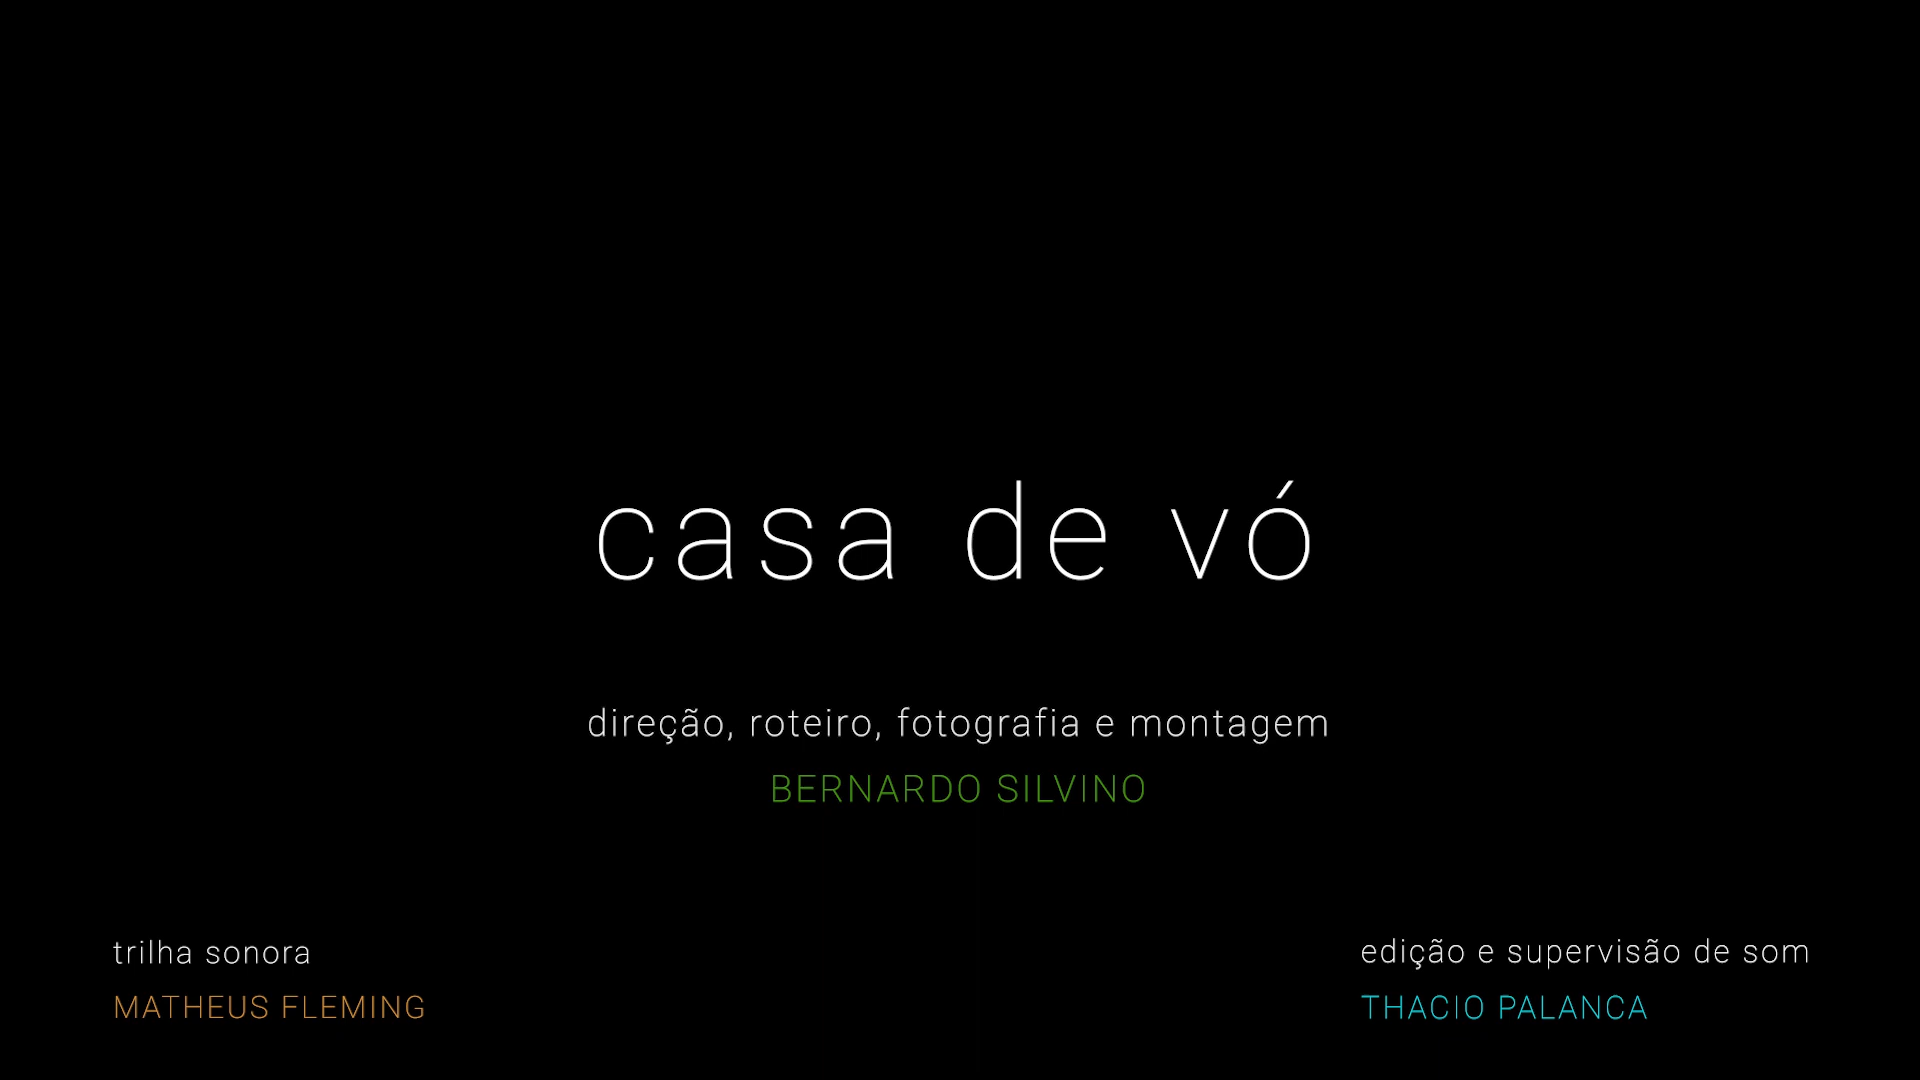 casa de vó
direção, roteiro, fotografia e montagem
BERNARDO SILVINO
trilha sonora
MATHEUS FLEMING
edição e supervisão de som
THACIO PALANCA